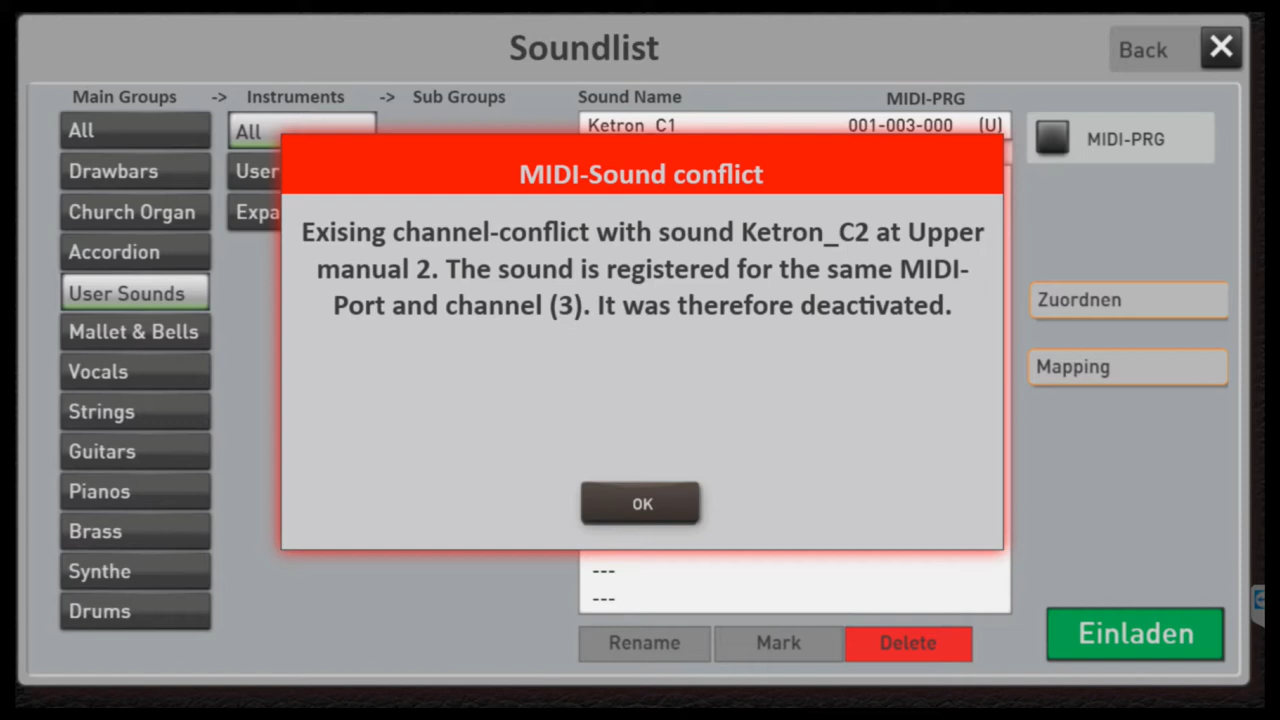 Soundlist
Back
Main Groups -> Instruments -> Sub Groups Sound Name MIDI-PRG
All
All
Ketron_C1 001-003-000 (U)
MIDI-PRG
MIDI-Sound conflict
Drawbars
User
Church Organ
Expa
Exising channel-conflict with sound Ketron_C2 at Upper
manual 2. The sound is registered for the same MIDI-
Port and channel (3). It was therefore deactivated.
Accordion
User Sounds
Zuordnen
Mallet & Bells
Vocals
Mapping
Strings
Guitars
Pianos
OK
Brass
Synthe
---
Drums
---
Rename Mark Delete
Einladen